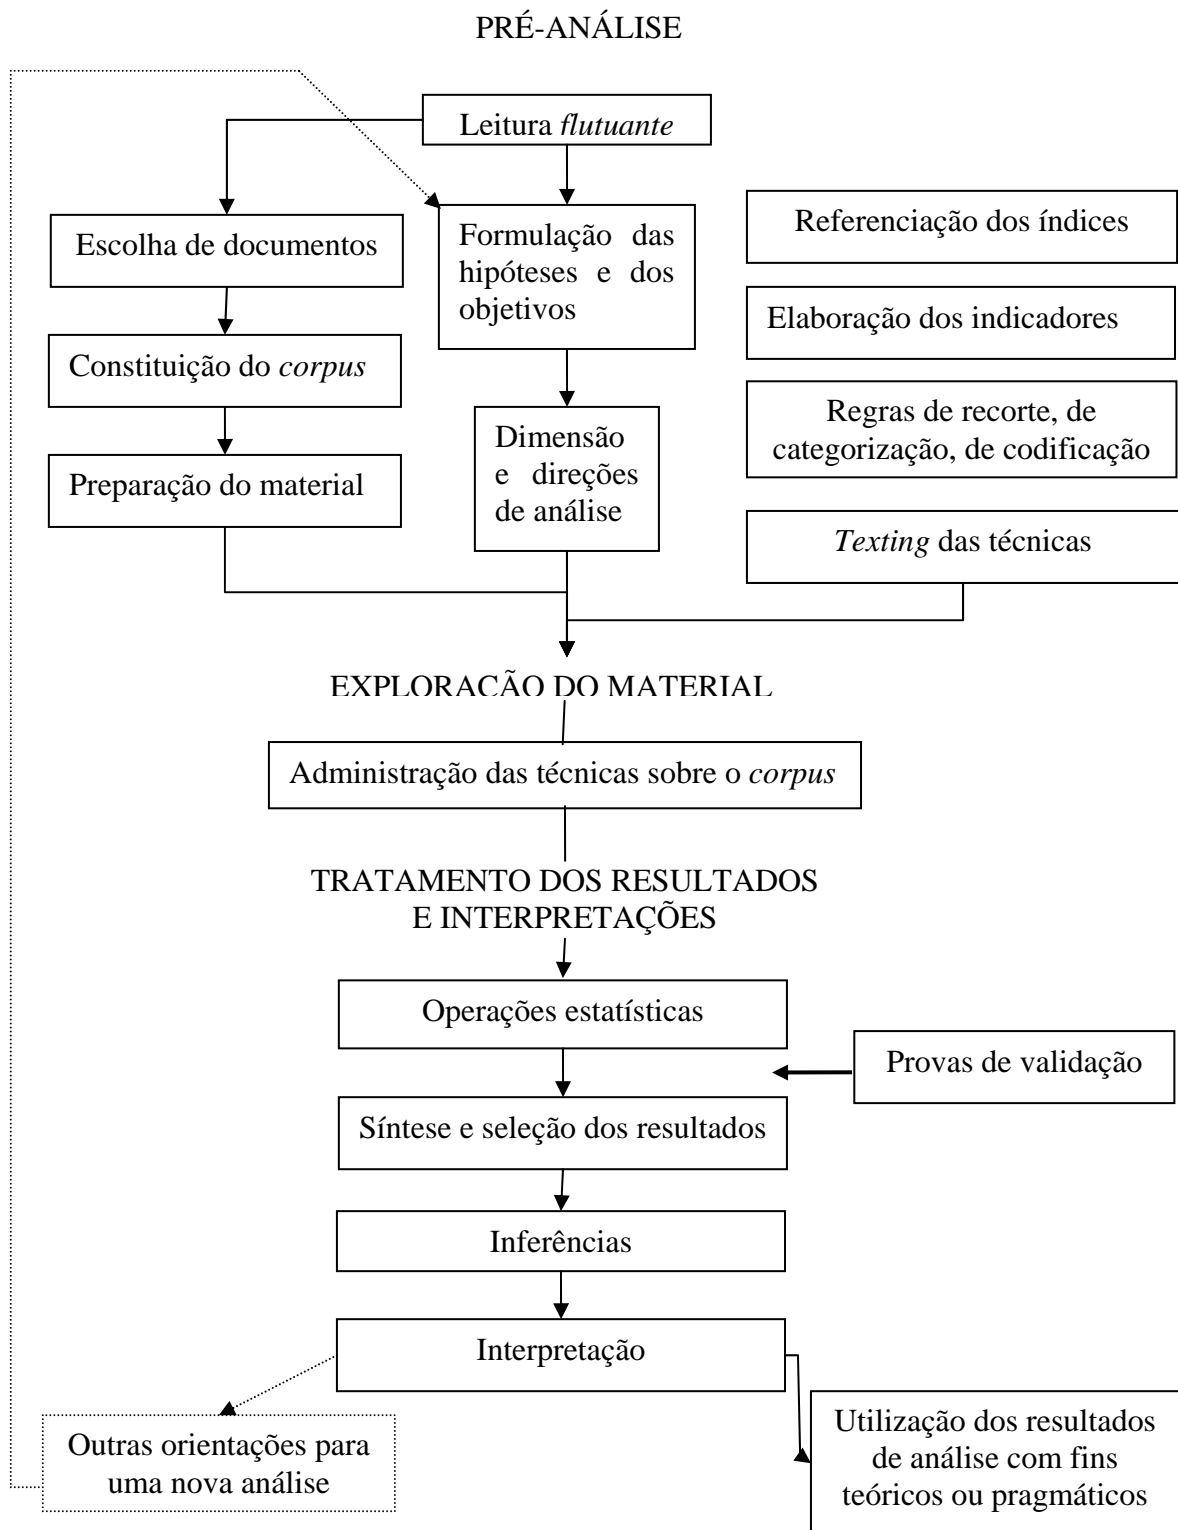 PRÉ-ANÁLISE
Leitura flutuante
Escolha de documentos
Constituição do corpus
Preparação do material
Formulação das
hipóteses e dos
objetivos
Dimensão
e direções
de análise
Referenciação dos índices
Elaboração dos indicadores
Regras de recorte, de
categorização, de codificação
Texting das técnicas
EXPLORAÇÃO DO MATERIAL
Administração das técnicas sobre o corpus
TRATAMENTO DOS RESULTADOS
E INTERPRETAÇÕES
Operações estatísticas
Provas de validação
Síntese e seleção dos resultados
Inferências
Interpretação
Outras orientações para
uma nova análise
Utilização dos resultados
de análise com fins
teóricos ou pragmáticos